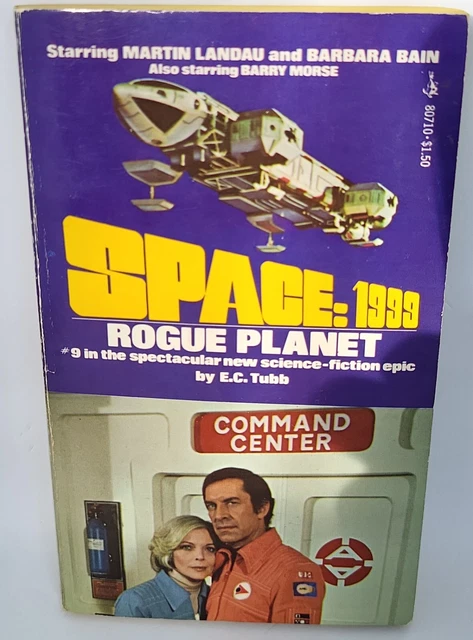 Starring MARTIN LANDAU and BARBARA BAIN
Also starring BARRY MORSE
80710 • $1.50
SPACE: 1999
ROGUE PLANET
#9 in the spectacular new science-fiction epic
by E.C. Tubb
COMMAND
CENTER